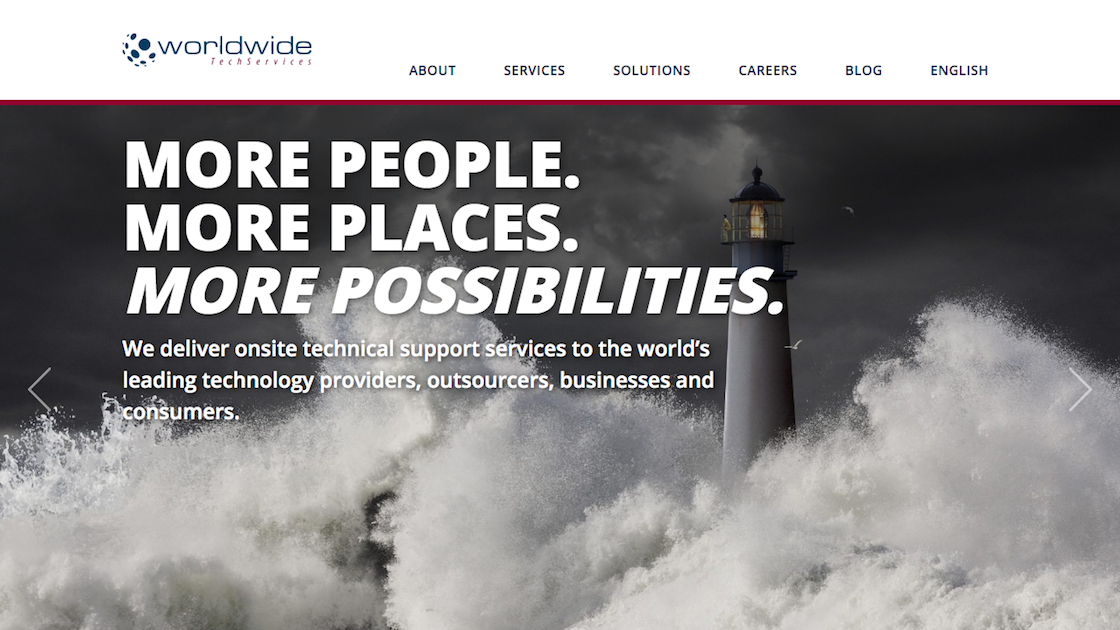 worldwide
TechServices
ABOUT SERVICES SOLUTIONS CAREERS BLOG ENGLISH
MORE PEOPLE.
MORE PLACES.
MORE POSSIBILITIES.
We deliver onsite technical support services to the world’s
leading technology providers, outsourcers, businesses and
consumers.